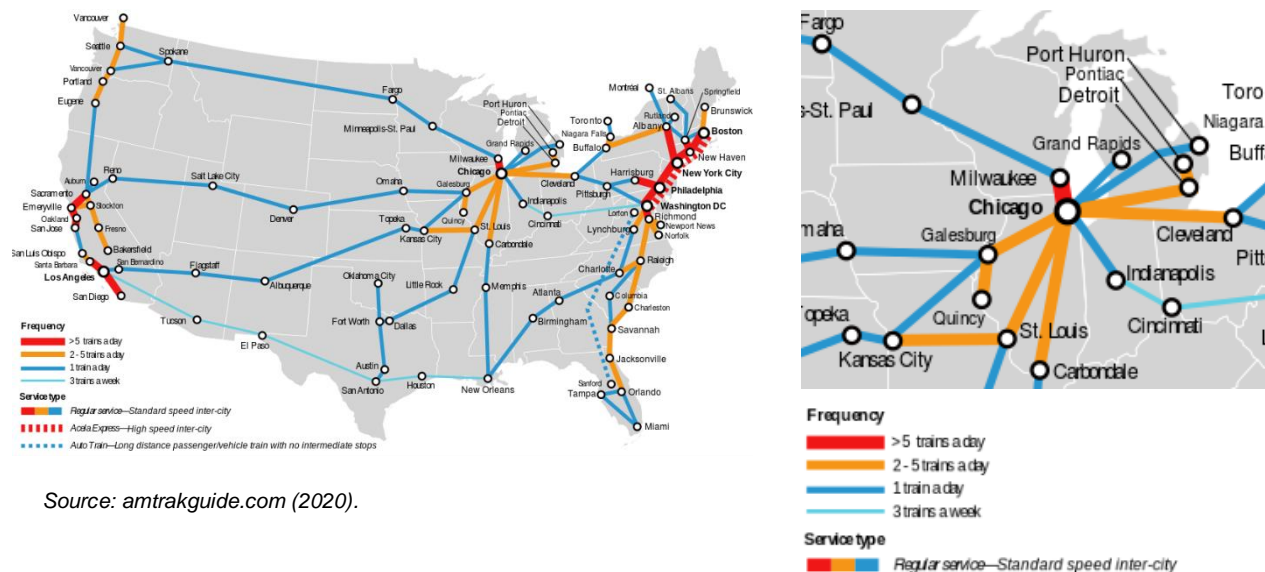 Vancouver
Seattle
Spokane
Vancouver
Portland
Eugene
Fargo
Minneapolis-St. Paul
Milwaukee
Chicago
Grand Rapids
Port Huron
Pontiac
Detroit
Toronto
Niagara Falls
Buffalo
Montréal
St. Albans
Rutland
Albany
Springfield
Brunswick
Boston
New Haven
New York City
Philadelphia
Harrisburg
Washington DC
Cleveland
Pittsburgh
Indianapolis
Cincinnati
Lorton
Lynchburg
Richmond
Newport News
Norfolk
Raleigh
Charlotte
Columbia
Charleston
Savannah
Jacksonville
Sanford
Orlando
Tampa
Miami
Auburn
Reno
Salt Lake City
Denver
Omaha
Galesburg
Quincy
St. Louis
Carbondale
Topeka
Kansas City
Sacramento
Emeryville
Stockton
Oakland
San Jose
Fresno
Bakersfield
San Luis Obispo
Santa Barbara
San Bernardino
Los Angeles
San Diego
Flagstaff
Albuquerque
Tucson
El Paso
Oklahoma City
Little Rock
Fort Worth
Dallas
Austin
San Antonio
Houston
New Orleans
Memphis
Birmingham
Atlanta
Frequency
>5 trains a day
2 - 5 trains a day
1 train a day
3 trains a week
Service type
Regular service—Standard speed inter-city
Acela Express—High speed inter-city
Auto Train—Long distance passenger/vehicle train with no intermediate stops
Source: amtrakguide.com (2020).
Fargo
s-St. Paul
Port Huron
Pontiac
Detroit
Toro
Niagara
Buff
Grand Rapids
Milwaukee
Chicago
maha
Galesburg
Cleveland
Pitt
Indianapolis
Quincy
Cincinnati
Topeka
St. Louis
Kansas City
Carbondale
Frequency
>5 trains a day
2 - 5 trains a day
1 train a day
3 trains a week
Service type
Regular service—Standard speed inter-city